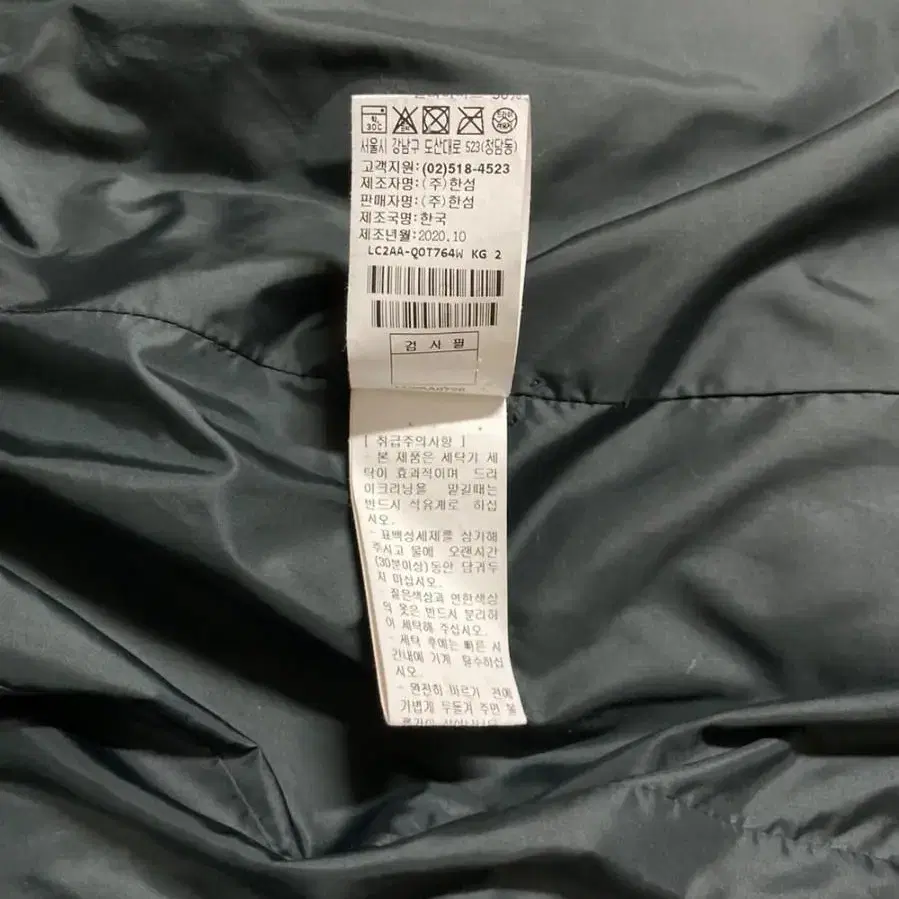 30C
서울시 강남구 도산대로 523(청담동)
고객지원:(02)518-4523
제조자명:(주)한섬
판매자명:(주)한섬
제조국명:한국
제조년월:2020.10
LC2AA-Q0T764W KG 2
검 사 필
[ 취급주의사항 ]
- 본 제품은 세탁기 세
탁이 효과적이며 드라
이크리닝을 맡길때는
반드시 석유계로 하십
시오.
- 표백성세제를 삼가해
주시고 물에 오랜시간
(30분이상)동안 담궈두
지 마십시오.
짙은색상과 연한색상
의 옷은 반드시 분리하
여 세탁해 주십시오.
- 세탁 후에는 빠른 시
간내에 기계 탈수하십
시오.
- 완전히 마르기 전에
가볍게 두들겨 주면 볼